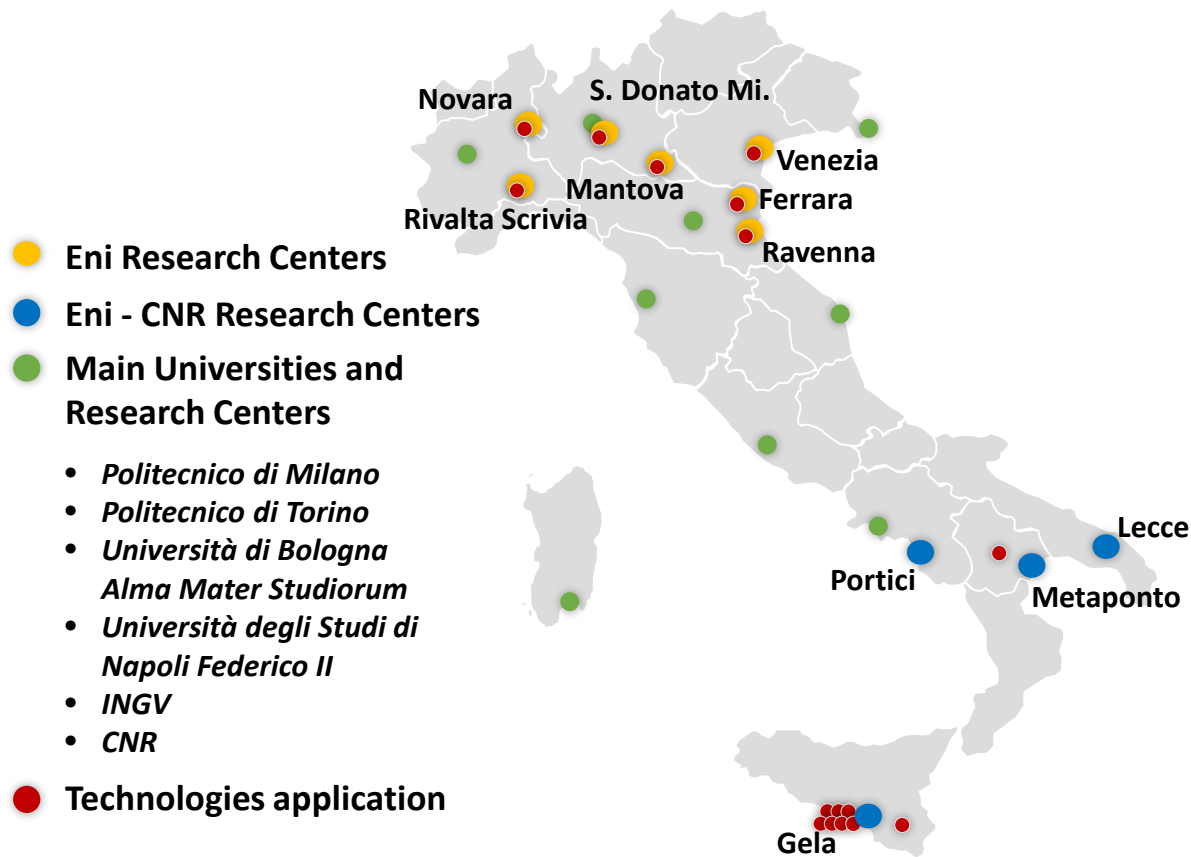 S. Donato Mi.
Novara
Venezia
Mantova
Ferrara
Rivalta Scrivia
Ravenna
Eni Research Centers
Eni - CNR Research Centers
Main Universities and
Research Centers
• Politecnico di Milano
• Politecnico di Torino
• Università di Bologna
Alma Mater Studiorum
• Università degli Studi di
Napoli Federico II
• INGV
• CNR
Technologies application
Lecce
Portici
Metaponto
Gela